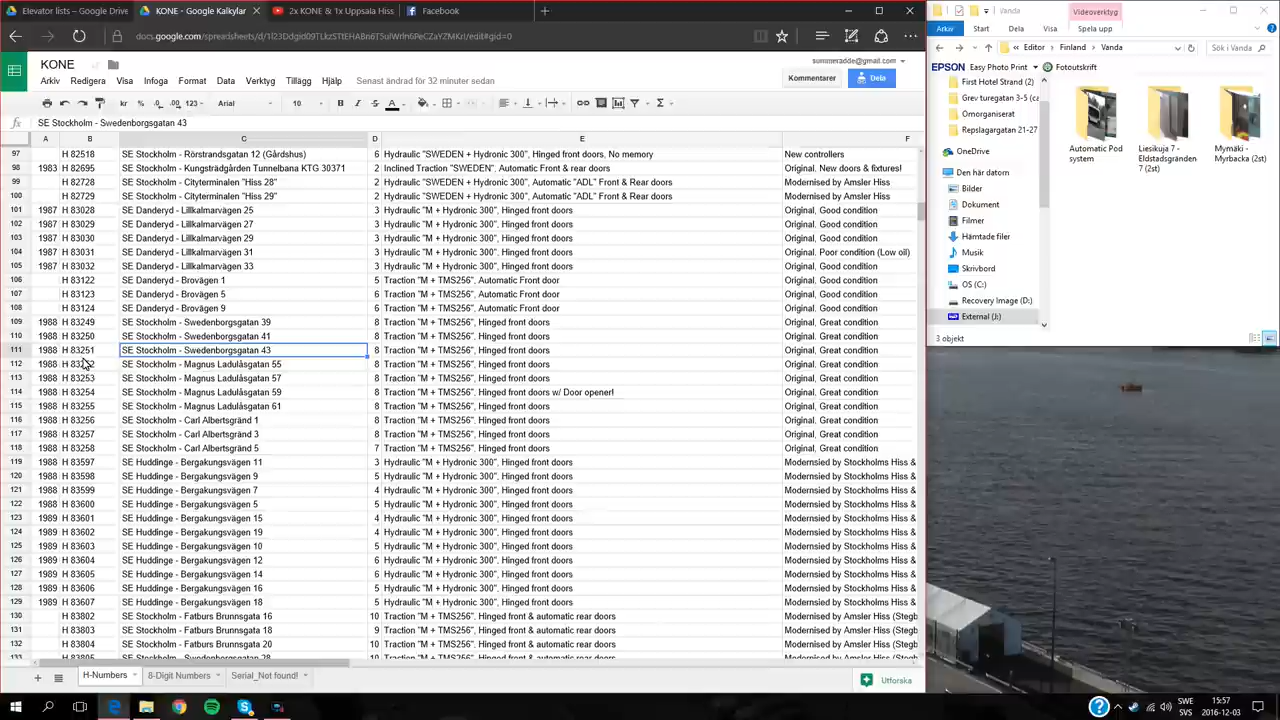 Elevator lists – Google Drive
KONE - Google Kalkylar
2x KONE & 1x Uppsala Hiss
Facebook
KONE
summeradde@gmail.com
Arkiv Redigera Visa Infoga Format Data Verktyg Hjälp
Senast ändrad för 32 minuter sedan
Kommentarer
Dela
kr % .0 .00 123 Arial 10
fx SE Stockholm - Swedenborgsgatan 43
A B C D E F
97 H 82518 SE Stockholm - Rörstrandsgatan 12 (Gårdshus) 6 Hydraulic "SWEDEN + Hydronic 300", Hinged front doors, No memory New controllers
98 1983 H 82695 SE Stockholm - Kungsträdgården Tunnelbana KTG 30371 2 Inclined Traction "SWEDEN", Automatic Front & rear doors Original. New doors & fixtures!
99 H 82728 SE Stockholm - Cityterminalen "Hiss 28" 2 Hydraulic "SWEDEN + Hydronic 300", Automatic "ADL" Front & Rear doors Modernised by Amsler Hiss
100 H 82729 SE Stockholm - Cityterminalen "Hiss 29" 2 Hydraulic "SWEDEN + Hydronic 300", Automatic "ADL" Front & Rear doors Modernised by Amsler Hiss
101 1987 H 83028 SE Danderyd - Lillkalmarvägen 25 3 Hydraulic "M + Hydronic 300", Hinged front doors Original, Good condition
102 1987 H 83029 SE Danderyd - Lillkalmarvägen 27 3 Hydraulic "M + Hydronic 300", Hinged front doors Original, Good condition
103 1987 H 83030 SE Danderyd - Lillkalmarvägen 29 3 Hydraulic "M + Hydronic 300", Hinged front doors Original, Good condition
104 1987 H 83031 SE Danderyd - Lillkalmarvägen 31 3 Hydraulic "M + Hydronic 300", Hinged front doors Original. Poor condition (Low oil)
105 1987 H 83032 SE Danderyd - Lillkalmarvägen 33 3 Hydraulic "M + Hydronic 300", Hinged front doors Original, Good condition
106 H 83122 SE Danderyd - Brovägen 1 5 Traction "M + TMS256". Automatic Front door Original, Good condition
107 H 83123 SE Danderyd - Brovägen 5 6 Traction "M + TMS256", Automatic Front door Original, Good condition
108 H 83124 SE Danderyd - Brovägen 9 6 Traction "M + TMS256", Automatic Front door Original, Good condition
109 1988 H 83249 SE Stockholm - Swedenborgsgatan 39 8 Traction "M + TMS256", Hinged front doors Original, Great condition
110 1988 H 83250 SE Stockholm - Swedenborgsgatan 41 8 Traction "M + TMS256", Hinged front doors Original, Great condition
111 1988 H 83251 SE Stockholm - Swedenborgsgatan 43 8 Traction "M + TMS256", Hinged front doors Original, Great condition
112 1988 H 83252 SE Stockholm - Magnus Ladulåsgatan 55 8 Traction "M + TMS256", Hinged front doors Original, Great condition
113 1988 H 83253 SE Stockholm - Magnus Ladulåsgatan 57 8 Traction "M + TMS256". Hinged front doors Original, Great condition
114 1988 H 83254 SE Stockholm - Magnus Ladulåsgatan 59 8 Traction "M + TMS256", Hinged front doors w/ Door opener! Original, Great condition
115 1988 H 83255 SE Stockholm - Magnus Ladulåsgatan 61 8 Traction "M + TMS256", Hinged front doors Original, Great condition
116 1988 H 83256 SE Stockholm - Carl Albertsgränd 1 8 Traction "M + TMS256", Hinged front doors Original, Great condition
117 1988 H 83257 SE Stockholm - Carl Albertsgränd 3 8 Traction "M + TMS256". Hinged front doors Original, Great condition
118 1988 H 83258 SE Stockholm - Carl Albertsgränd 5 7 Traction "M + TMS256". Hinged front doors Original, Great condition
119 1988 H 83597 SE Huddinge - Bergakungsvägen 11 3 Hydraulic "M + Hydronic 300", Hinged front doors Modernsied by Stockholms Hiss &
120 1988 H 83598 SE Huddinge - Bergakungsvägen 9 5 Hydraulic "M + Hydronic 300", Hinged front doors Modernsied by Stockholms Hiss &
121 1988 H 83599 SE Huddinge - Bergakungsvägen 7 4 Hydraulic "M + Hydronic 300", Hinged front doors Modernsied by Stockholms Hiss &
122 1988 H 83600 SE Huddinge - Bergakungsvägen 5 5 Hydraulic "M + Hydronic 300", Hinged front doors Modernsied by Stockholms Hiss &
123 1989 H 83601 SE Huddinge - Bergakungsvägen 15 4 Hydraulic "M + Hydronic 300", Hinged front doors Modernsied by Stockholms Hiss &
124 1989 H 83602 SE Huddinge - Bergakungsvägen 19 4 Hydraulic "M + Hydronic 300", Hinged front doors Modernsied by Stockholms Hiss &
125 1989 H 83603 SE Huddinge - Bergakungsvägen 10 5 Hydraulic "M + Hydronic 300", Hinged front doors Modernsied by Stockholms Hiss &
126 1989 H 83604 SE Huddinge - Bergakungsvägen 12 6 Hydraulic "M + Hydronic 300", Hinged front doors Modernsied by Stockholms Hiss &
127 1989 H 83605 SE Huddinge - Bergakungsvägen 14 4 Hydraulic "M + Hydronic 300", Hinged front doors Modernsied by Stockholms Hiss &
128 1989 H 83606 SE Huddinge - Bergakungsvägen 16 5 Hydraulic "M + Hydronic 300", Hinged front doors Modernsied by Stockholms Hiss &
129 1989 H 83607 SE Huddinge - Bergakungsvägen 18 5 Hydraulic "M + Hydronic 300", Hinged front doors Modernsied by Stockholms Hiss &
130 H 83802 SE Stockholm - Fatburs Brunnsgata 16 10 Traction "M + TMS256". Hinged front & automatic rear doors Modernised by Amsler Hiss (Stegb
131 H 83803 SE Stockholm - Fatburs Brunnsgata 18 9 Traction "M + TMS256". Hinged front & automatic rear doors Modernised by Amsler Hiss (Stegb
132 H 83804 SE Stockholm - Fatburs Brunnsgata 20 10 Traction "M + TMS256". Hinged front & automatic rear doors Modernised by Amsler Hiss (Stegb
133 H 83805 SE Stockholm - Swedenborgsgatan 28
H-Numbers 8-Digit Numbers Serial_Not found! Utforska
Vanda
Videoverktyg
Arkiv Start Dela Visa Spela upp
Editor Finland Vanda
Sök i Vanda
EPSON Easy Photo Print Fotoutskrift
First Hotel Strand (2)
Grev turegatan 3-5 (ca
Omorganiserat
Repslagargatan 21-27
OneDrive
Den här datorn
Bilder
Dokument
Filmer
Hämtade filer
Musik
Skrivbord
OS (C:)
Recovery Image (D:)
External (J:)
Automatic Pod system
Liesikuja 7 - Eldstadsgränden 7 (2st)
Mymäki - Myrbacka (2st)
3 objekt
SWE
SVS
15:57
2016-12-03